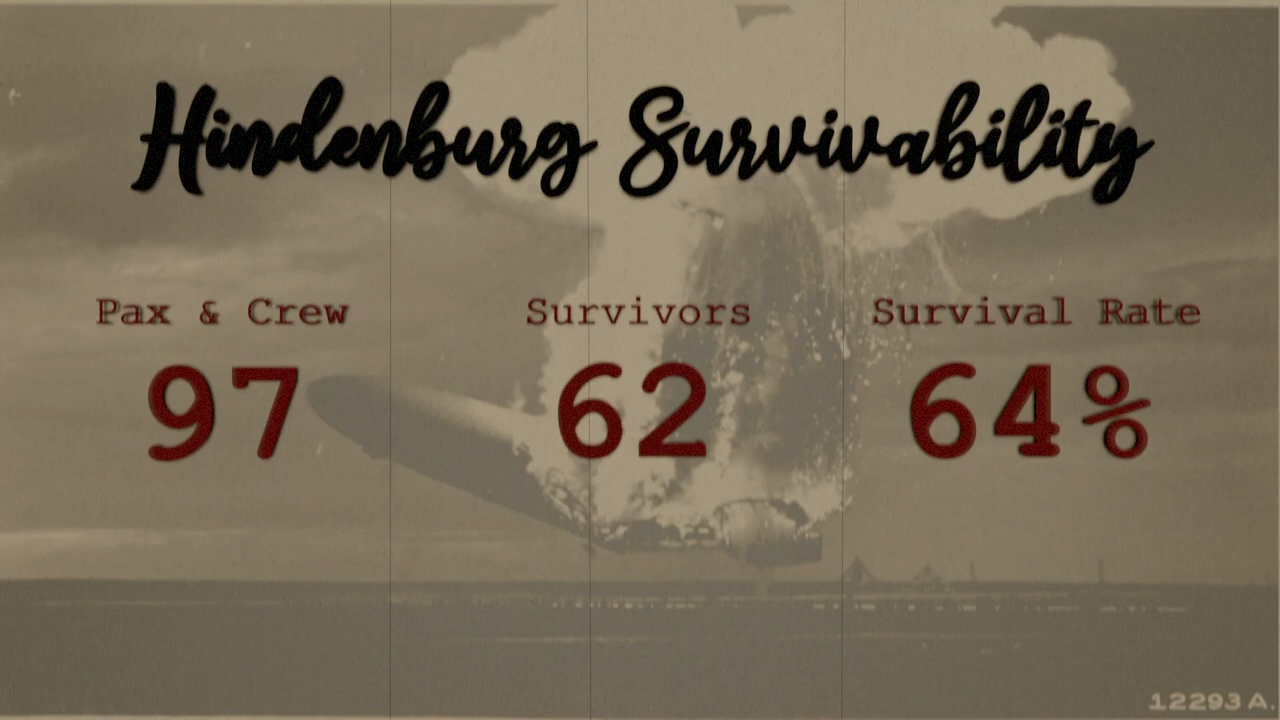 Hindenburg Survivability
Pax & Crew Survivors Survival Rate
97 62 64%
12293 A.